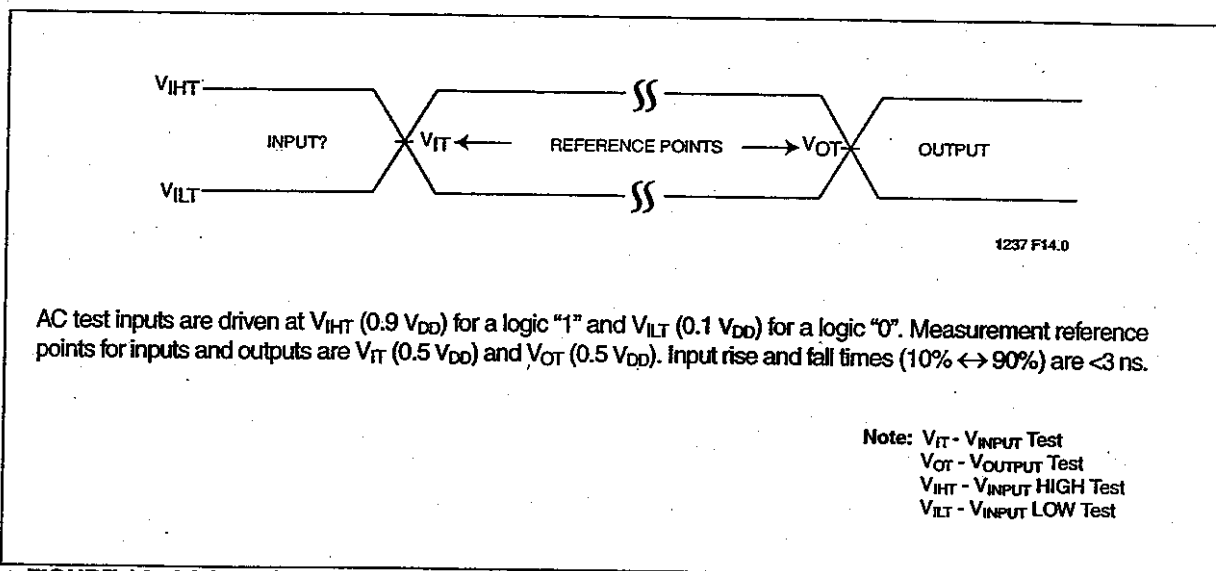 VIHT
INPUT?
VIT
REFERENCE POINTS
VOT
OUTPUT
VILT
1237 F14.0
AC test inputs are driven at VIHT (0.9 VDD) for a logic “1” and VILT (0.1 VDD) for a logic “0”. Measurement reference
points for inputs and outputs are VIT (0.5 VDD) and VOT (0.5 VDD). Input rise and fall times (10% ↔ 90%) are <3 ns.
Note: VIT - VINPUT Test
VOT - VOUTPUT Test
VIHT - VINPUT HIGH Test
VILT - VINPUT LOW Test